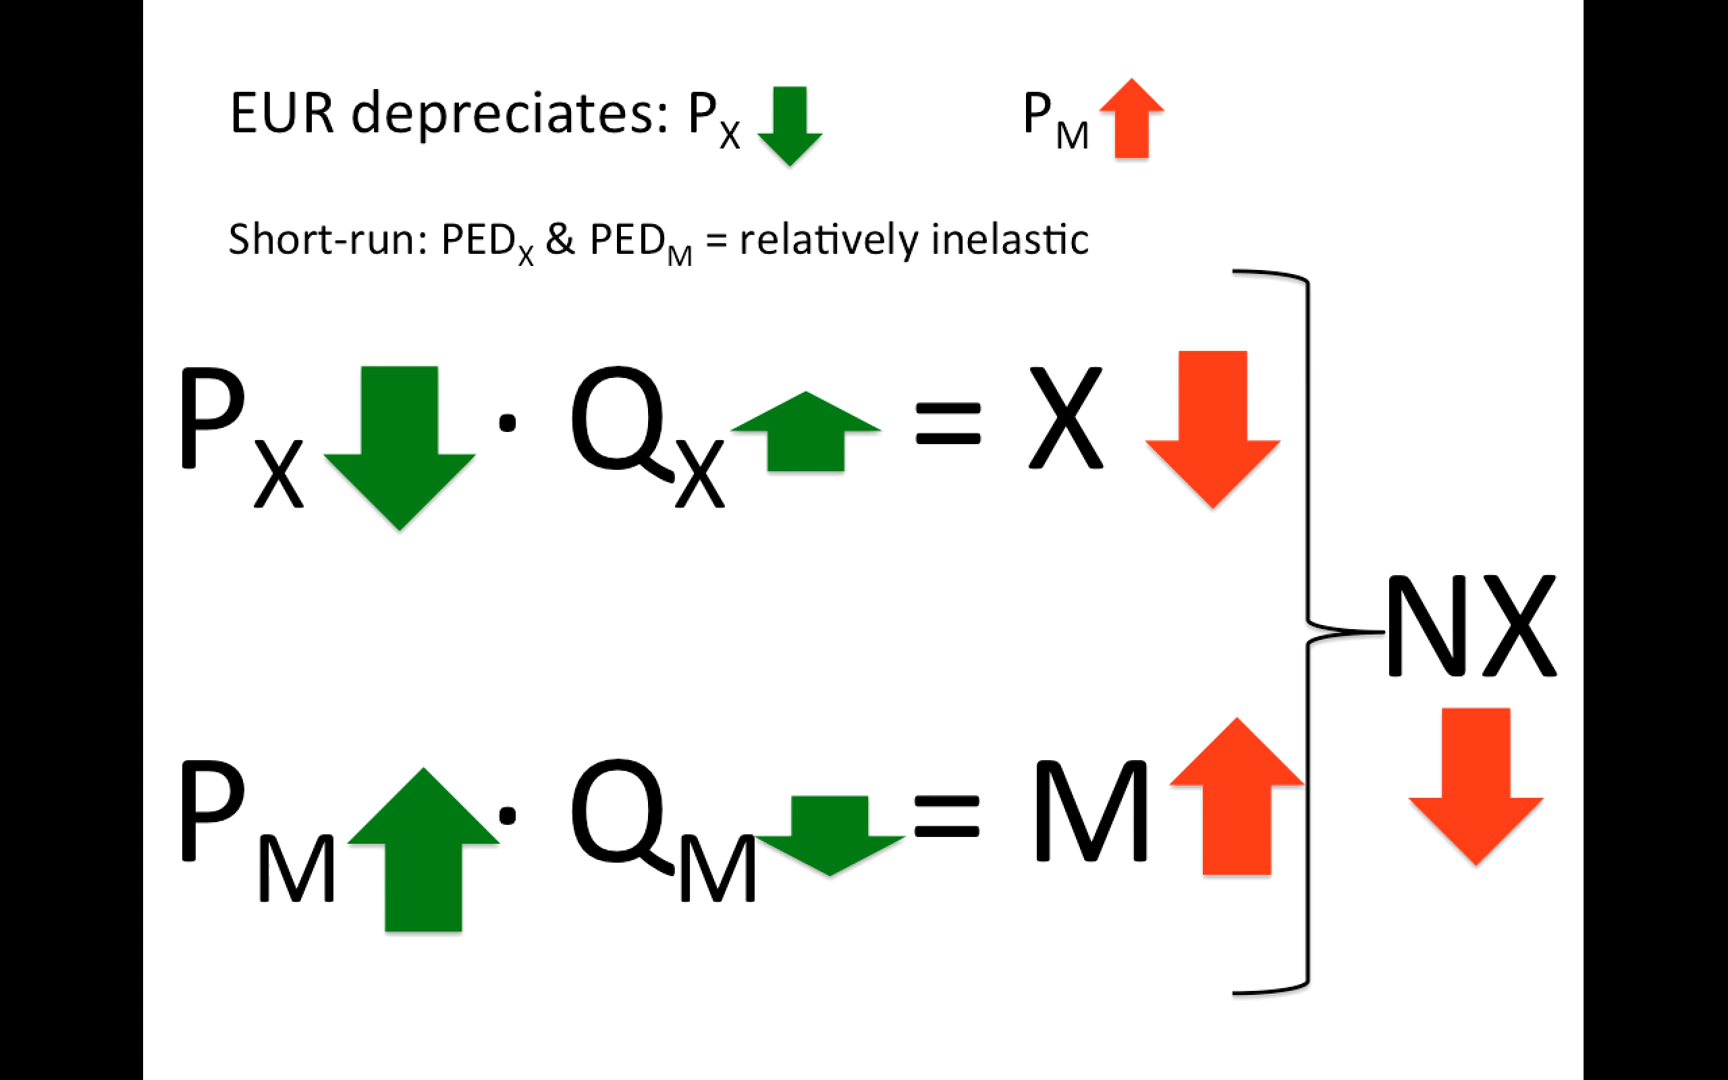 EUR depreciates: PX PM
Short-run: PEDX & PEDM = relatively inelastic
PX · QX = X
NX
PM · QM = M